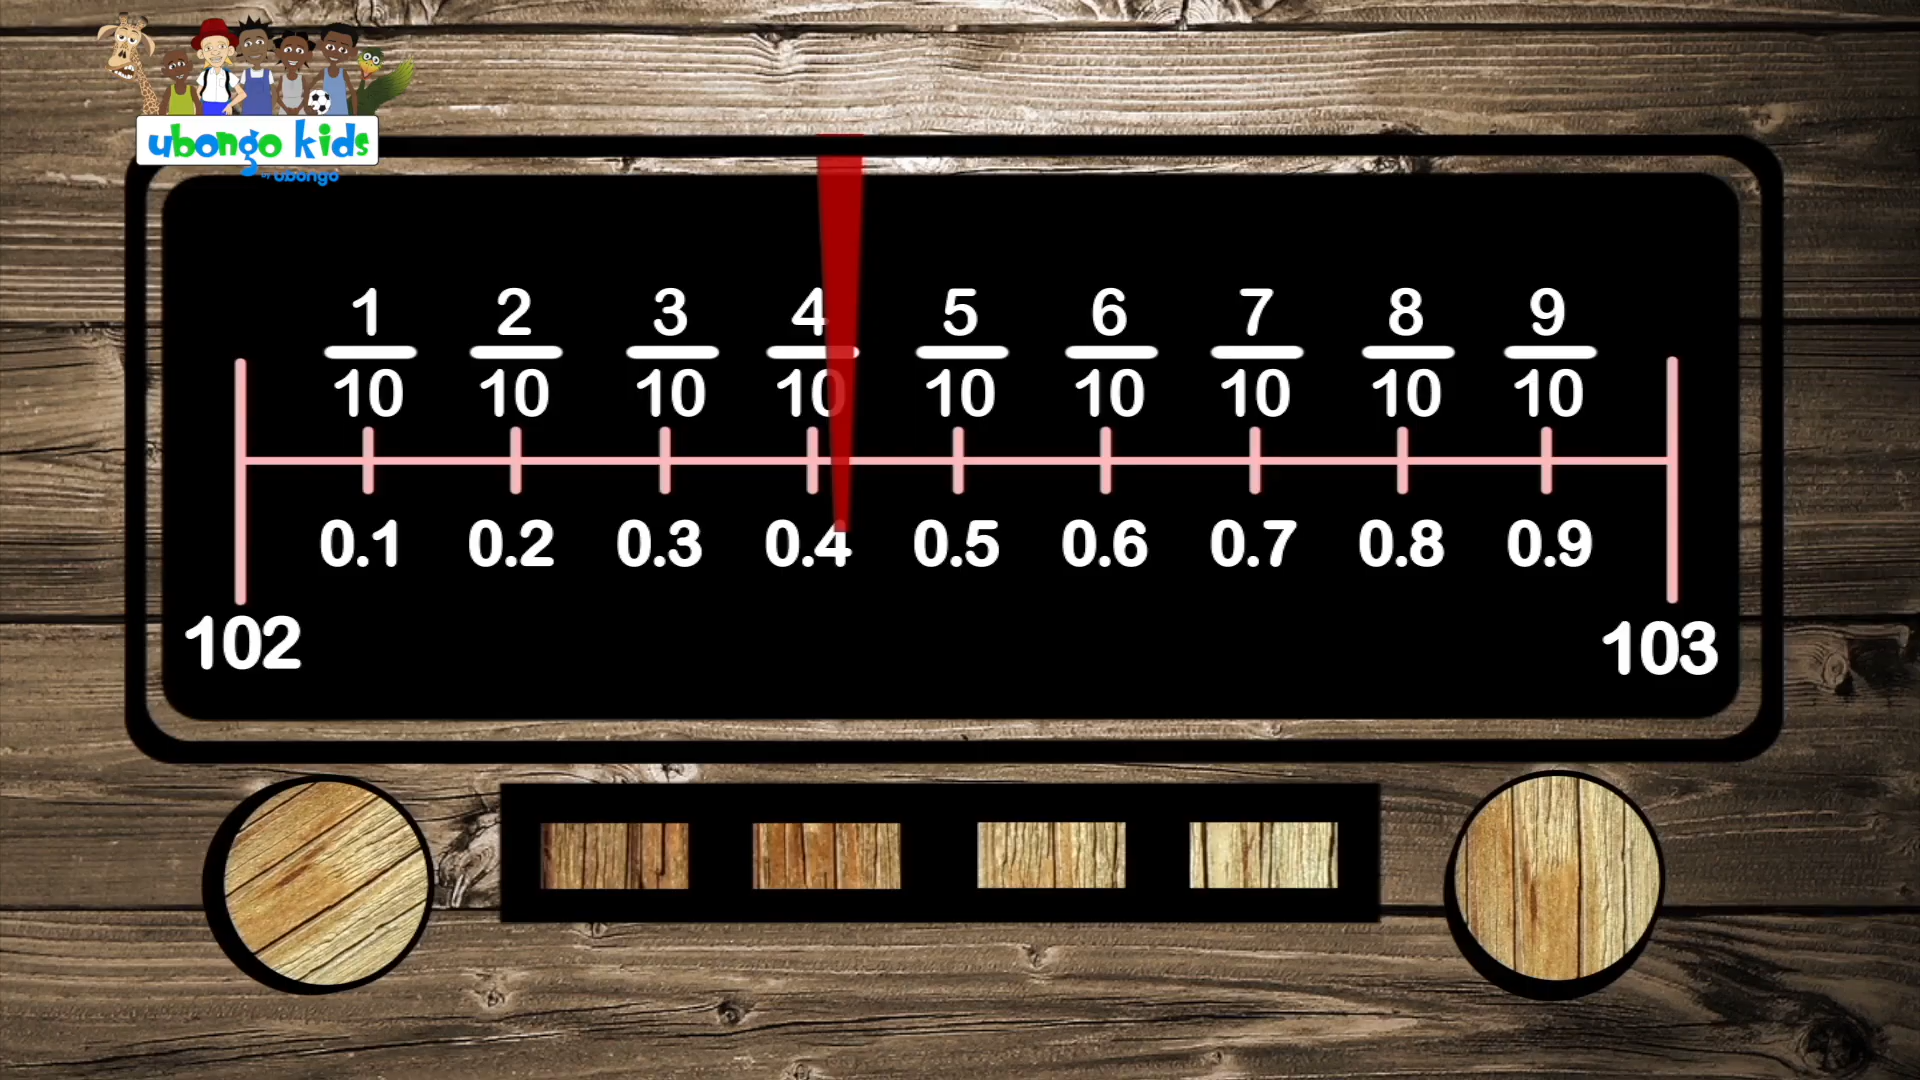 ubongo kids
BY ubongo
1 2 3 4 5 6 7 8 9
10 10 10 10 10 10 10 10 10
0.1 0.2 0.3 0.4 0.5 0.6 0.7 0.8 0.9
102 103